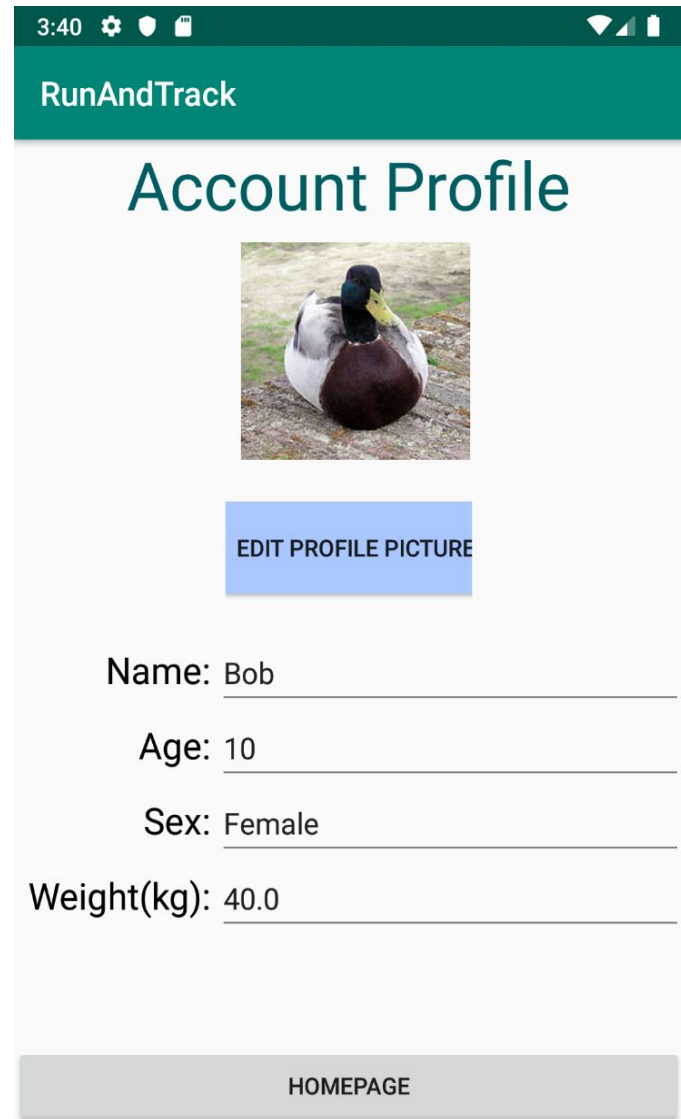 3:40
RunAndTrack
Account Profile
EDIT PROFILE PICTURE
Name: Bob
Age: 10
Sex: Female
Weight(kg): 40.0
HOMEPAGE